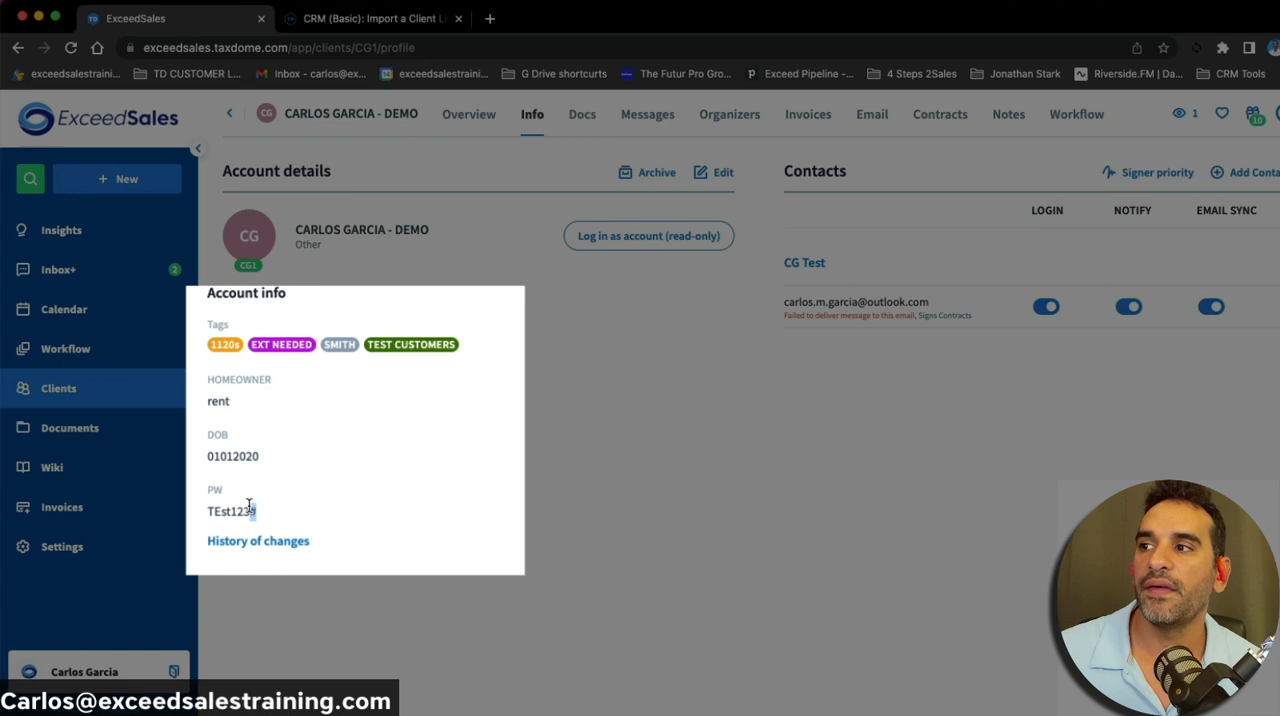 ExceedSales
CRM (Basic): Import a Client Li
exceedsales.taxdome.com/app/clients/CG1/profile
exceedsalestraini...
TD CUSTOMER L...
Inbox - carlos@ex...
exceedsalestraini...
G Drive shortcurts
The Futur Pro Gro...
Exceed Pipeline -...
4 Steps 2Sales
Jonathan Stark
Riverside.FM | Da...
CRM Tools
ExceedSales
CG
CARLOS GARCIA - DEMO
Overview
Info
Docs
Messages
Organizers
Invoices
Email
Contracts
Notes
Workflow
1
10
+ New
Insights
Inbox+
2
Calendar
Workflow
Clients
Documents
Wiki
Invoices
Settings
Carlos Garcia
Account details
Archive
Edit
CG
CG1
CARLOS GARCIA - DEMO
Other
Log in as account (read-only)
Account info
Tags
1120s
EXT NEEDED
SMITH
TEST CUSTOMERS
HOMEOWNER
rent
DOB
01012020
PW
TEst123#
History of changes
Contacts
Signer priority
Add Conta
LOGIN
NOTIFY
EMAIL SYNC
CG Test
carlos.m.garcia@outlook.com
Failed to deliver message to this email, Signs Contracts
Carlos@exceedsalestraining.com